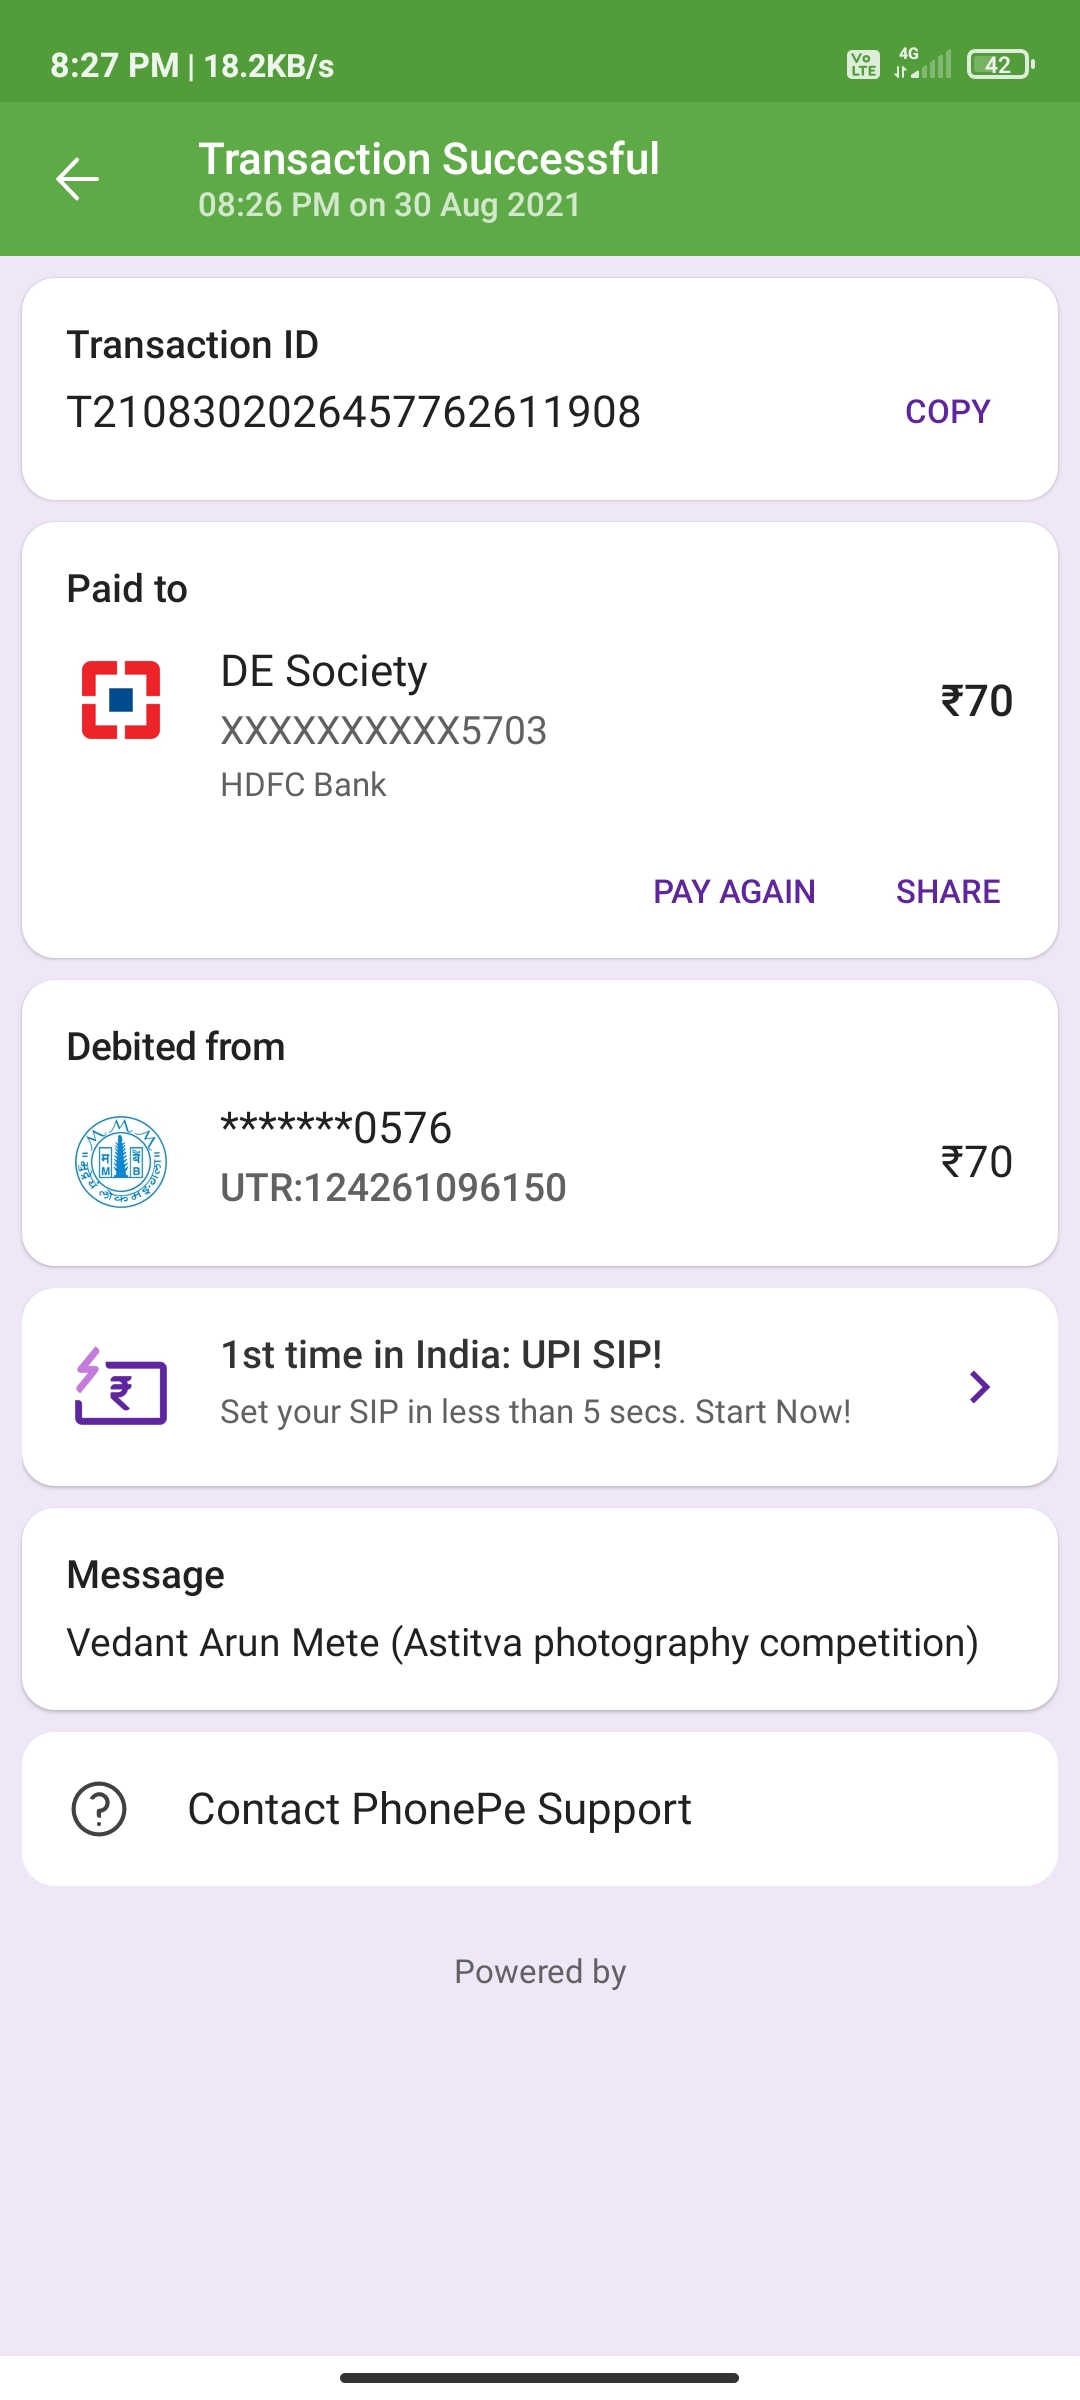 8:27 PM | 18.2KB/s
Vo LTE
4G
42
Transaction Successful
08:26 PM on 30 Aug 2021
Transaction ID
T2108302026457762611908
COPY
Paid to
DE Society
₹70
XXXXXXXXXX5703
HDFC Bank
PAY AGAIN
SHARE
Debited from
*******0576
₹70
UTR:124261096150
1st time in India: UPI SIP!
Set your SIP in less than 5 secs. Start Now!
Message
Vedant Arun Mete (Astitva photography competition)
Contact PhonePe Support
Powered by